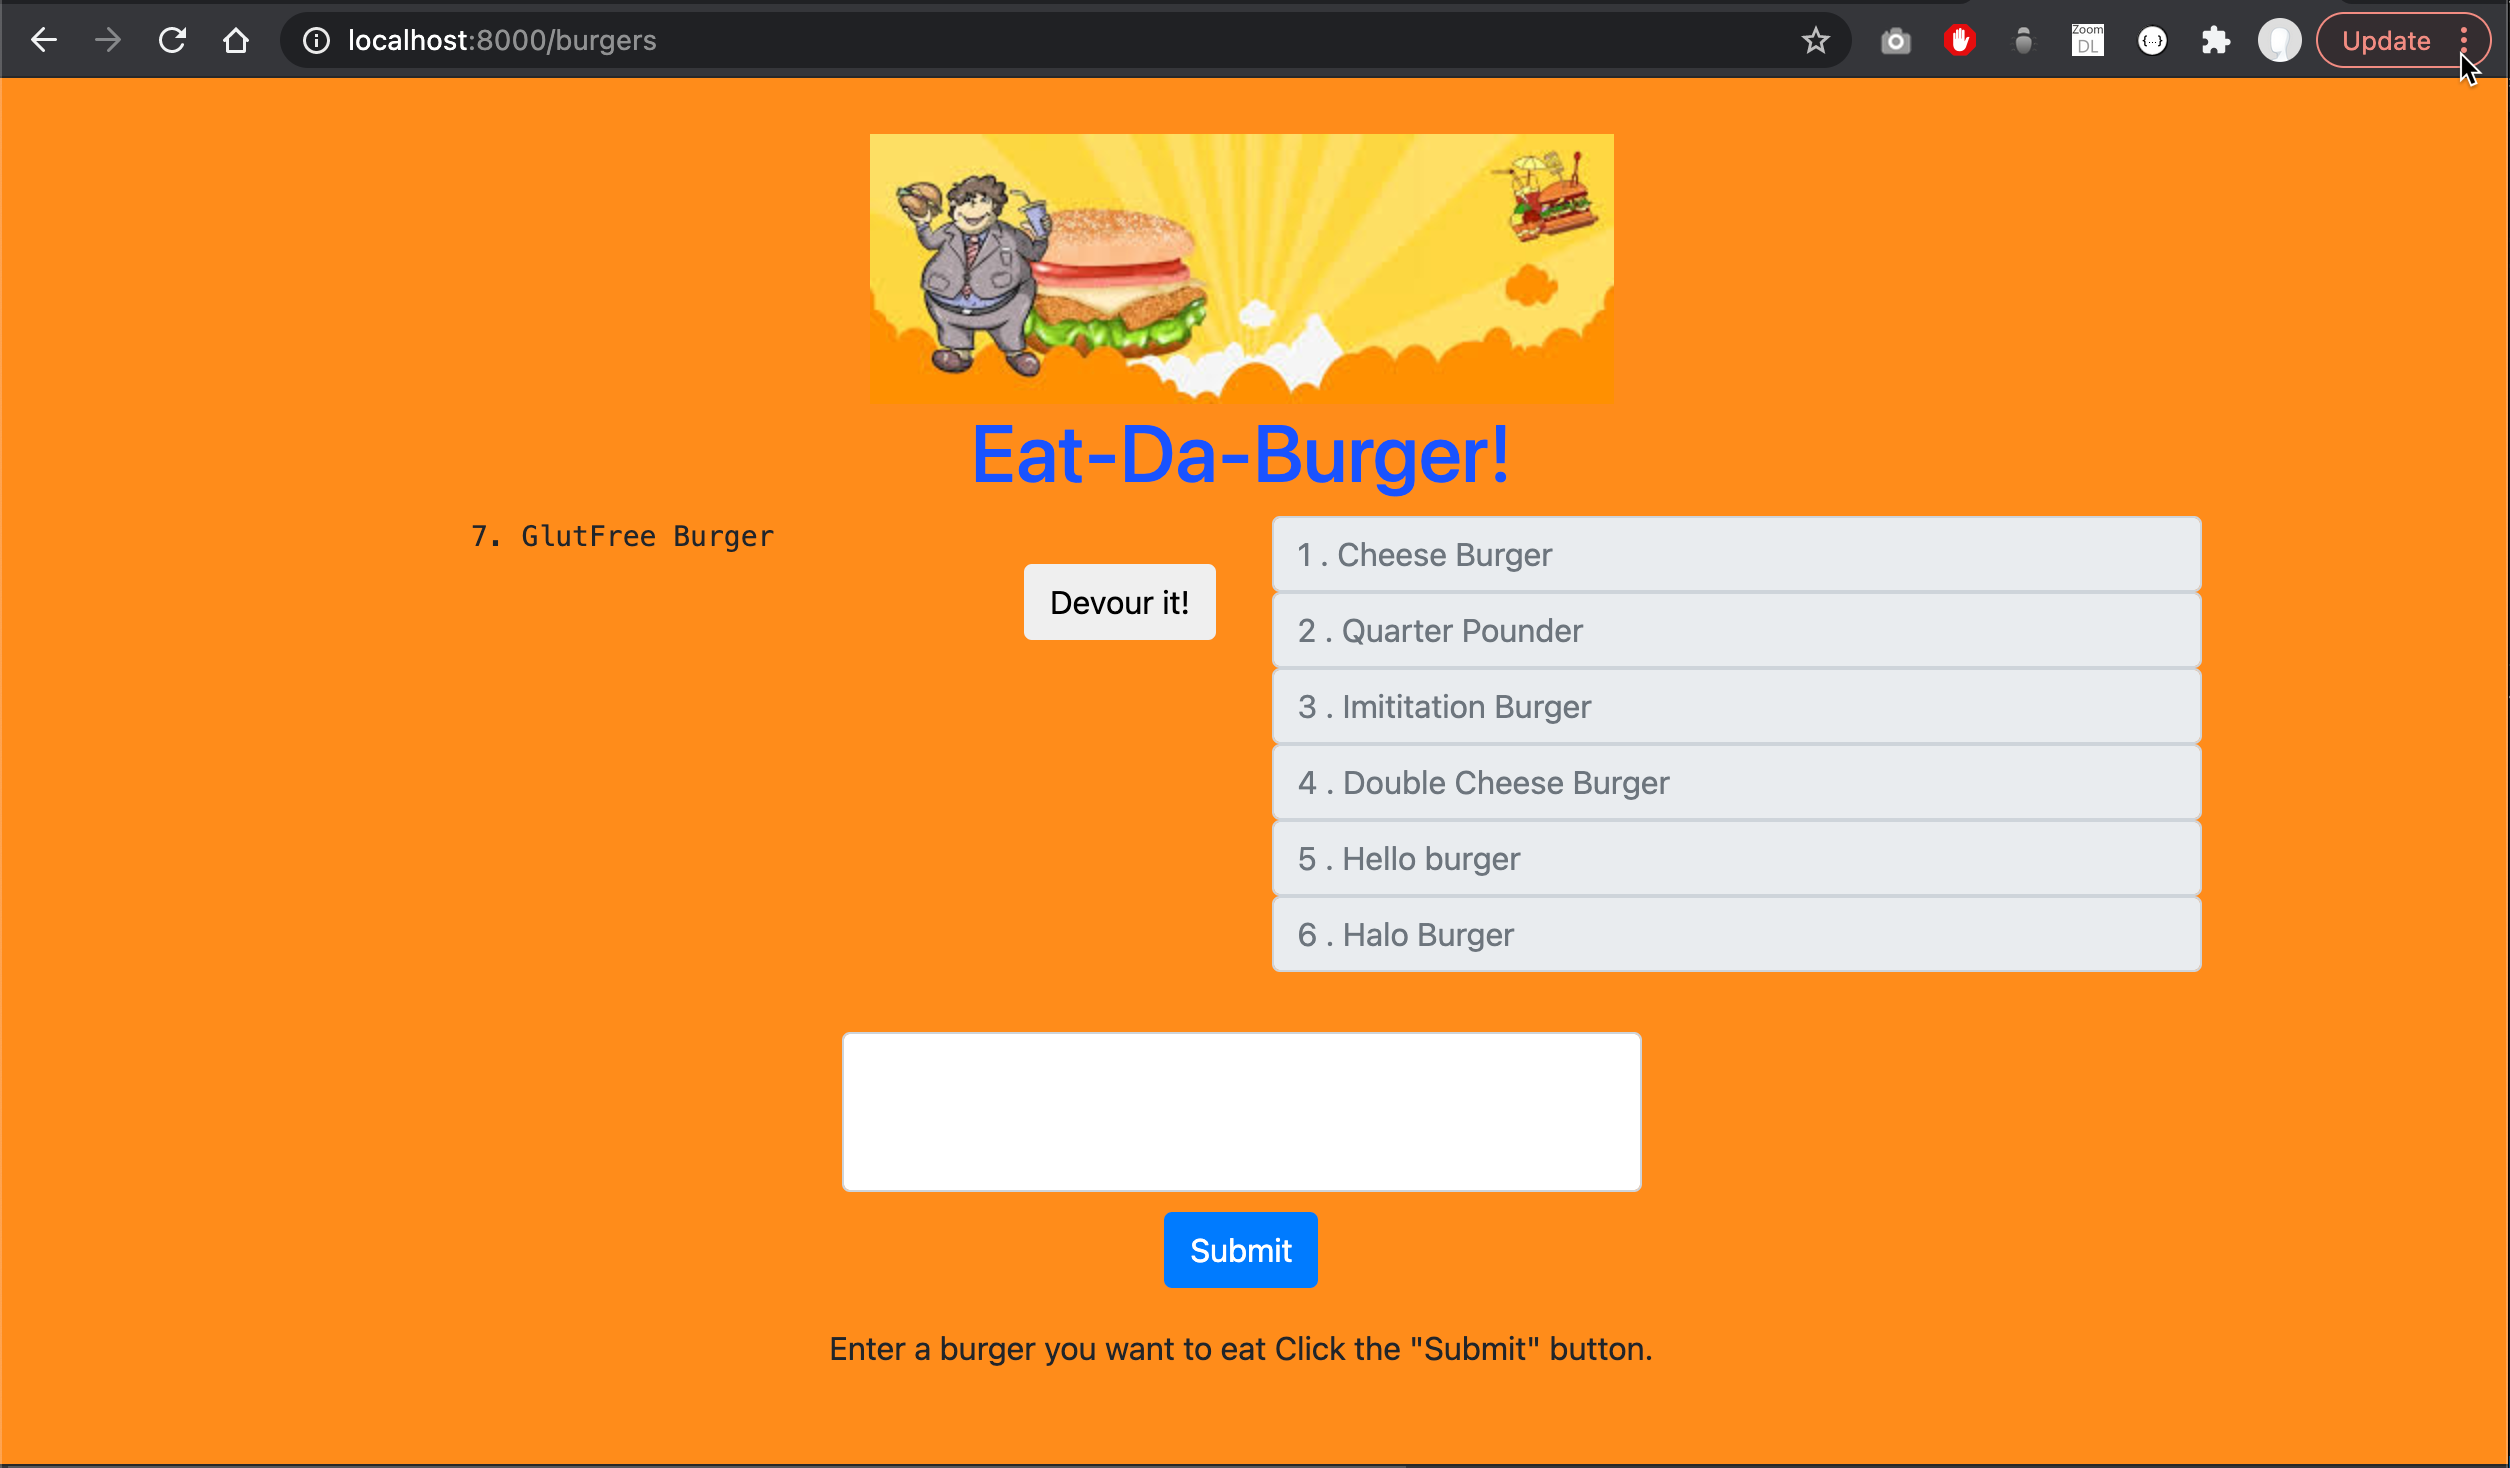 localhost:8000/burgers
Zoom
DL
{...}
Update
Eat-Da-Burger!
7. GlutFree Burger
Devour it!
1 . Cheese Burger
2 . Quarter Pounder
3 . Imititation Burger
4 . Double Cheese Burger
5 . Hello burger
6 . Halo Burger
Submit
Enter a burger you want to eat Click the "Submit" button.